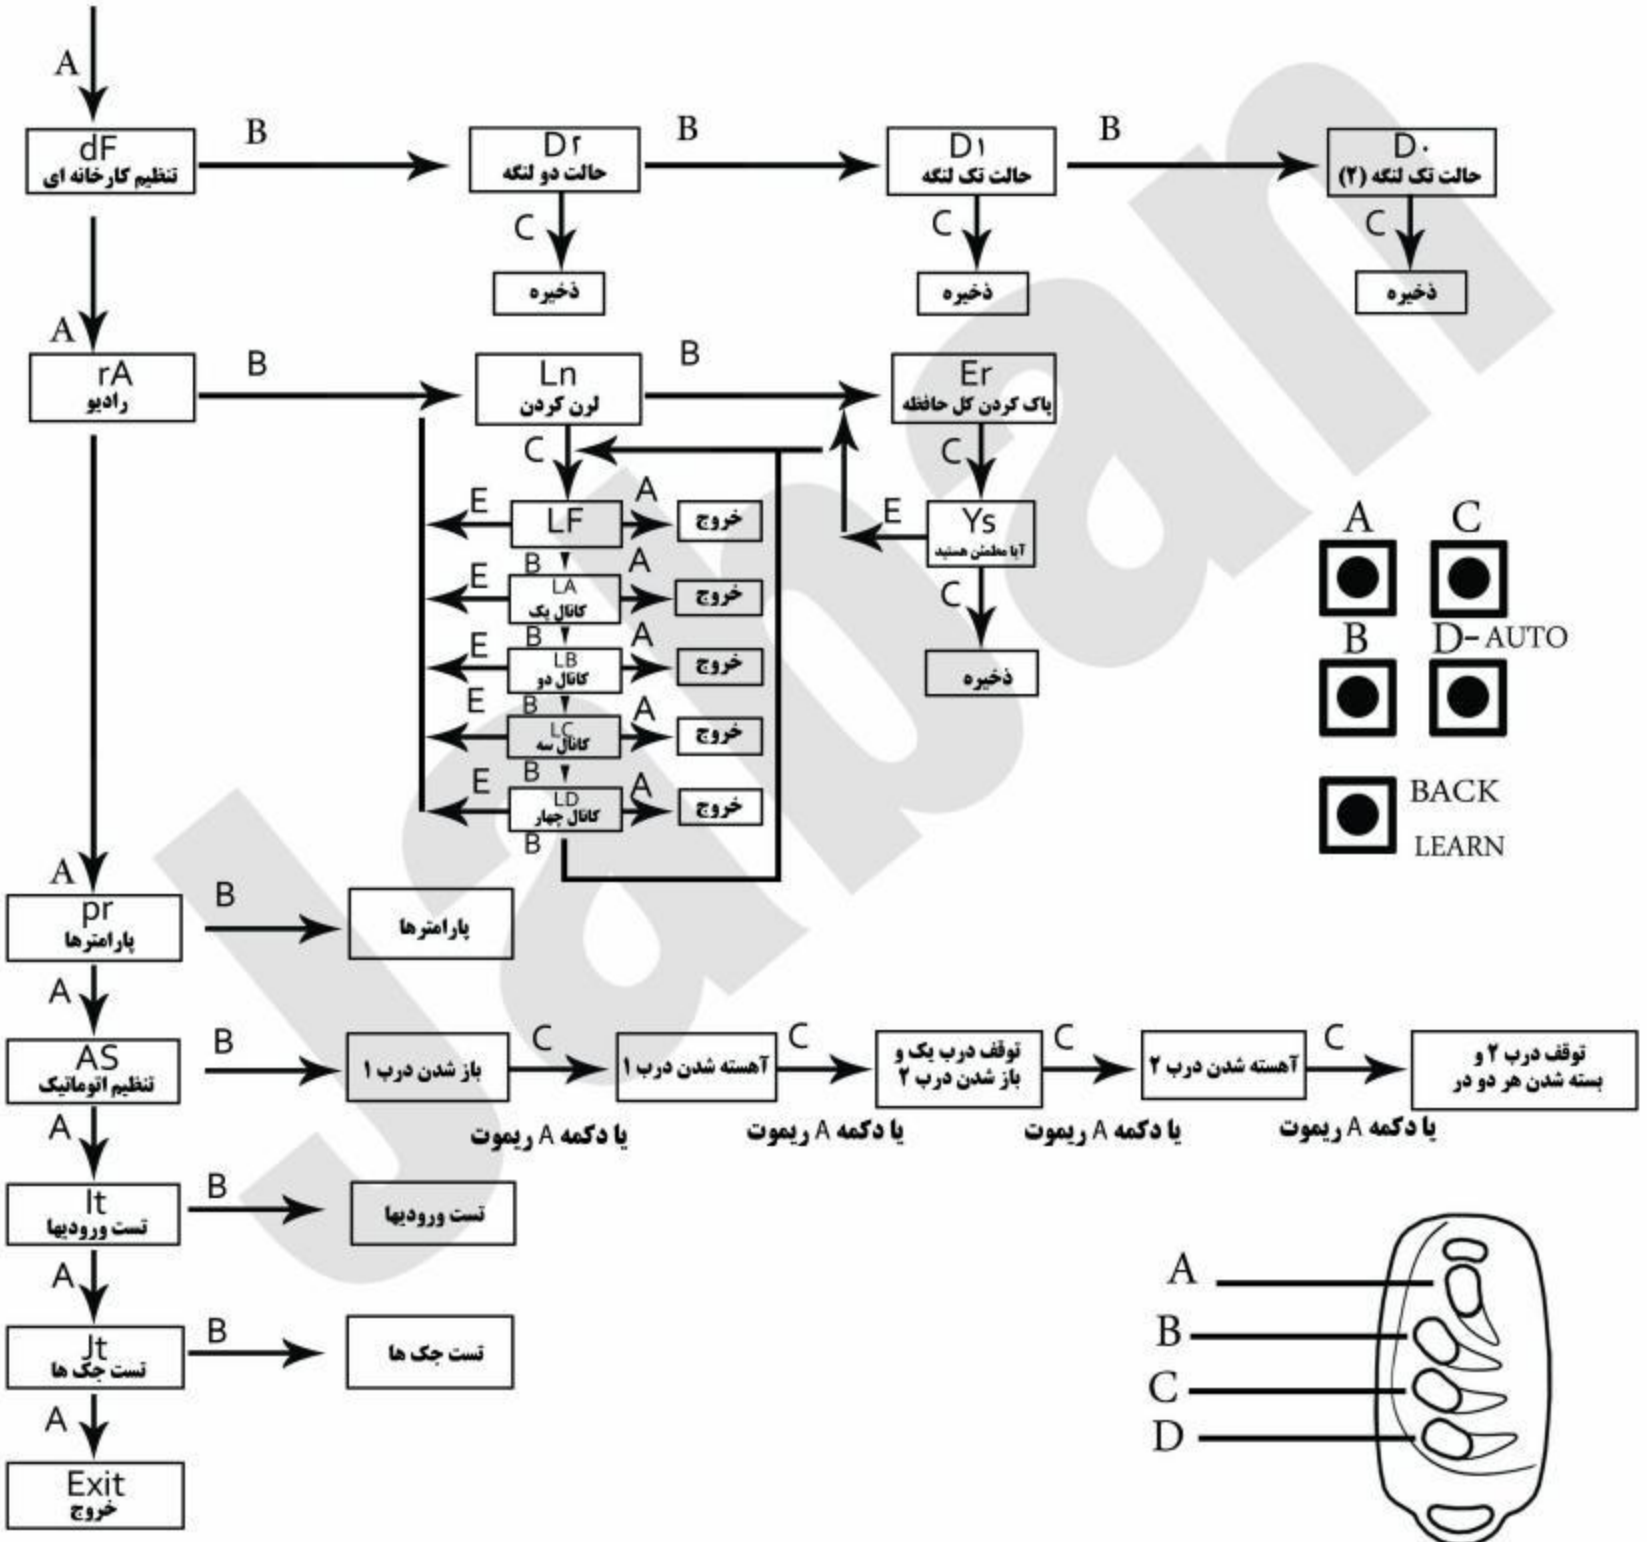 A
dF
تنظیم کارخانه ای
B
D۲
حالت دو لنگه
B
D۱
حالت تک لنگه
B
D۰
حالت تک لنگه (۲)
C
ذخیره
C
ذخیره
C
ذخیره
A
rA
رادیو
B
Ln
لرن کردن
B
Er
پاک کردن کل حافظه
C
C
E
LF
A
خروج
E
Ys
آیا مطمئن هستید
B
E
LA
کانال یک
A
خروج
C
ذخیره
B
E
LB
کانال دو
A
خروج
B
E
LC
کانال سه
A
خروج
B
E
LD
کانال چهار
A
خروج
B
A
C
B
D-AUTO
BACK
LEARN
A
pr
پارامترها
B
پارامترها
A
AS
تنظیم اتوماتیک
B
باز شدن درب 1
C
آهسته شدن درب 1
C
توقف درب یک و
باز شدن درب ۲
C
آهسته شدن درب ۲
C
توقف درب ۲ و
بسته شدن هر دو در
یا دکمه A ریموت
یا دکمه A ریموت
یا دکمه A ریموت
یا دکمه A ریموت
A
It
تست ورودیها
B
تست ورودیها
A
Jt
تست جک ها
B
تست جک ها
A
Exit
خروج
A
B
C
D
Japan